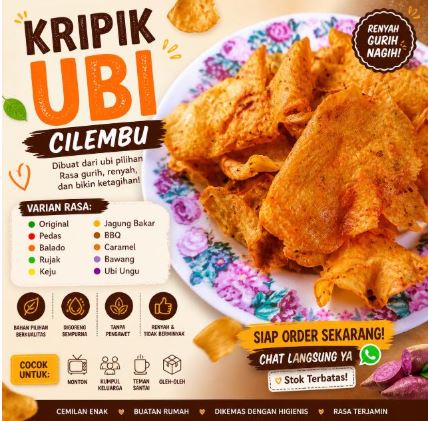 KRIPIK
UBI
CILEMBU
Dibuat dari ubi pilihan
Rasa gurih, renyah,
dan bikin ketagihan!
RENYAH
GURIH
NAGIH!
VARIAN RASA:
Original
Pedas
Balado
Rujak
Keju
Jagung Bakar
BBQ
Caramel
Bawang
Ubi Ungu
BAHAN PILIHAN
BERKUALITAS
DIGORENG
SEMPURNA
TANPA
PENGAWET
RENYAH &
TIDAK BERMINYAK
COCOK
UNTUK:
NONTON
KUMPUL
KELUARGA
TEMAN
SANTAI
OLEH-OLEH
SIAP ORDER SEKARANG!
CHAT LANGSUNG YA
Stok Terbatas!
CEMILAN ENAK
BUATAN RUMAH
DIKEMAS DENGAN HIGIENIS
RASA TERJAMIN